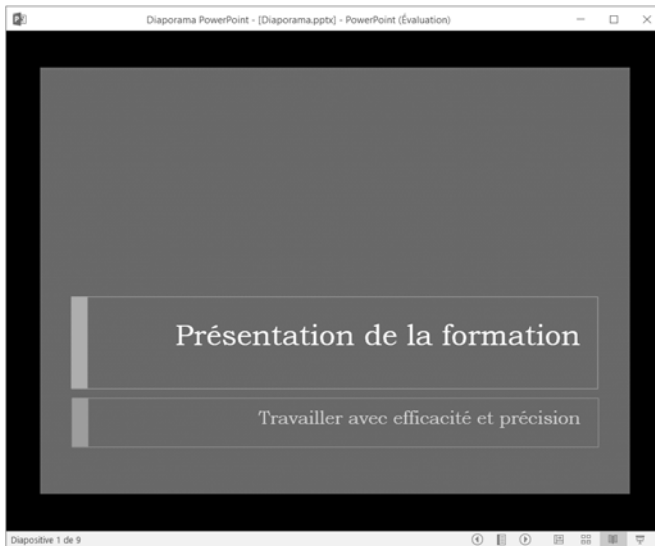 Diaporama PowerPoint - [Diaporama.pptx] - PowerPoint (Évaluation)
Présentation de la formation
Travailler avec efficacité et précision
Diapositive 1 de 9